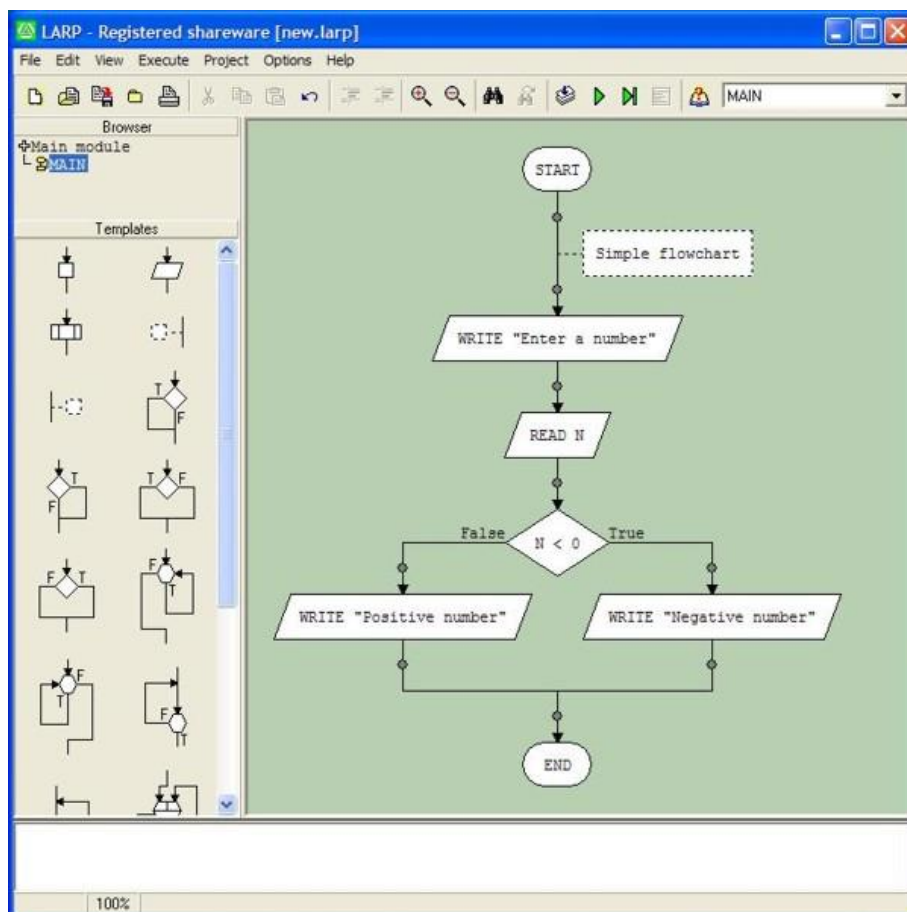 LARP - Registered shareware [new.larp]
File Edit View Execute Project Options Help
MAIN
Browser
Main module
MAIN
Templates
T
F
T
F
T F
F T
F
T
F
T
F
T
START
Simple flowchart
WRITE "Enter a number"
READ N
False N < 0 True
WRITE "Positive number" WRITE "Negative number"
END
100%